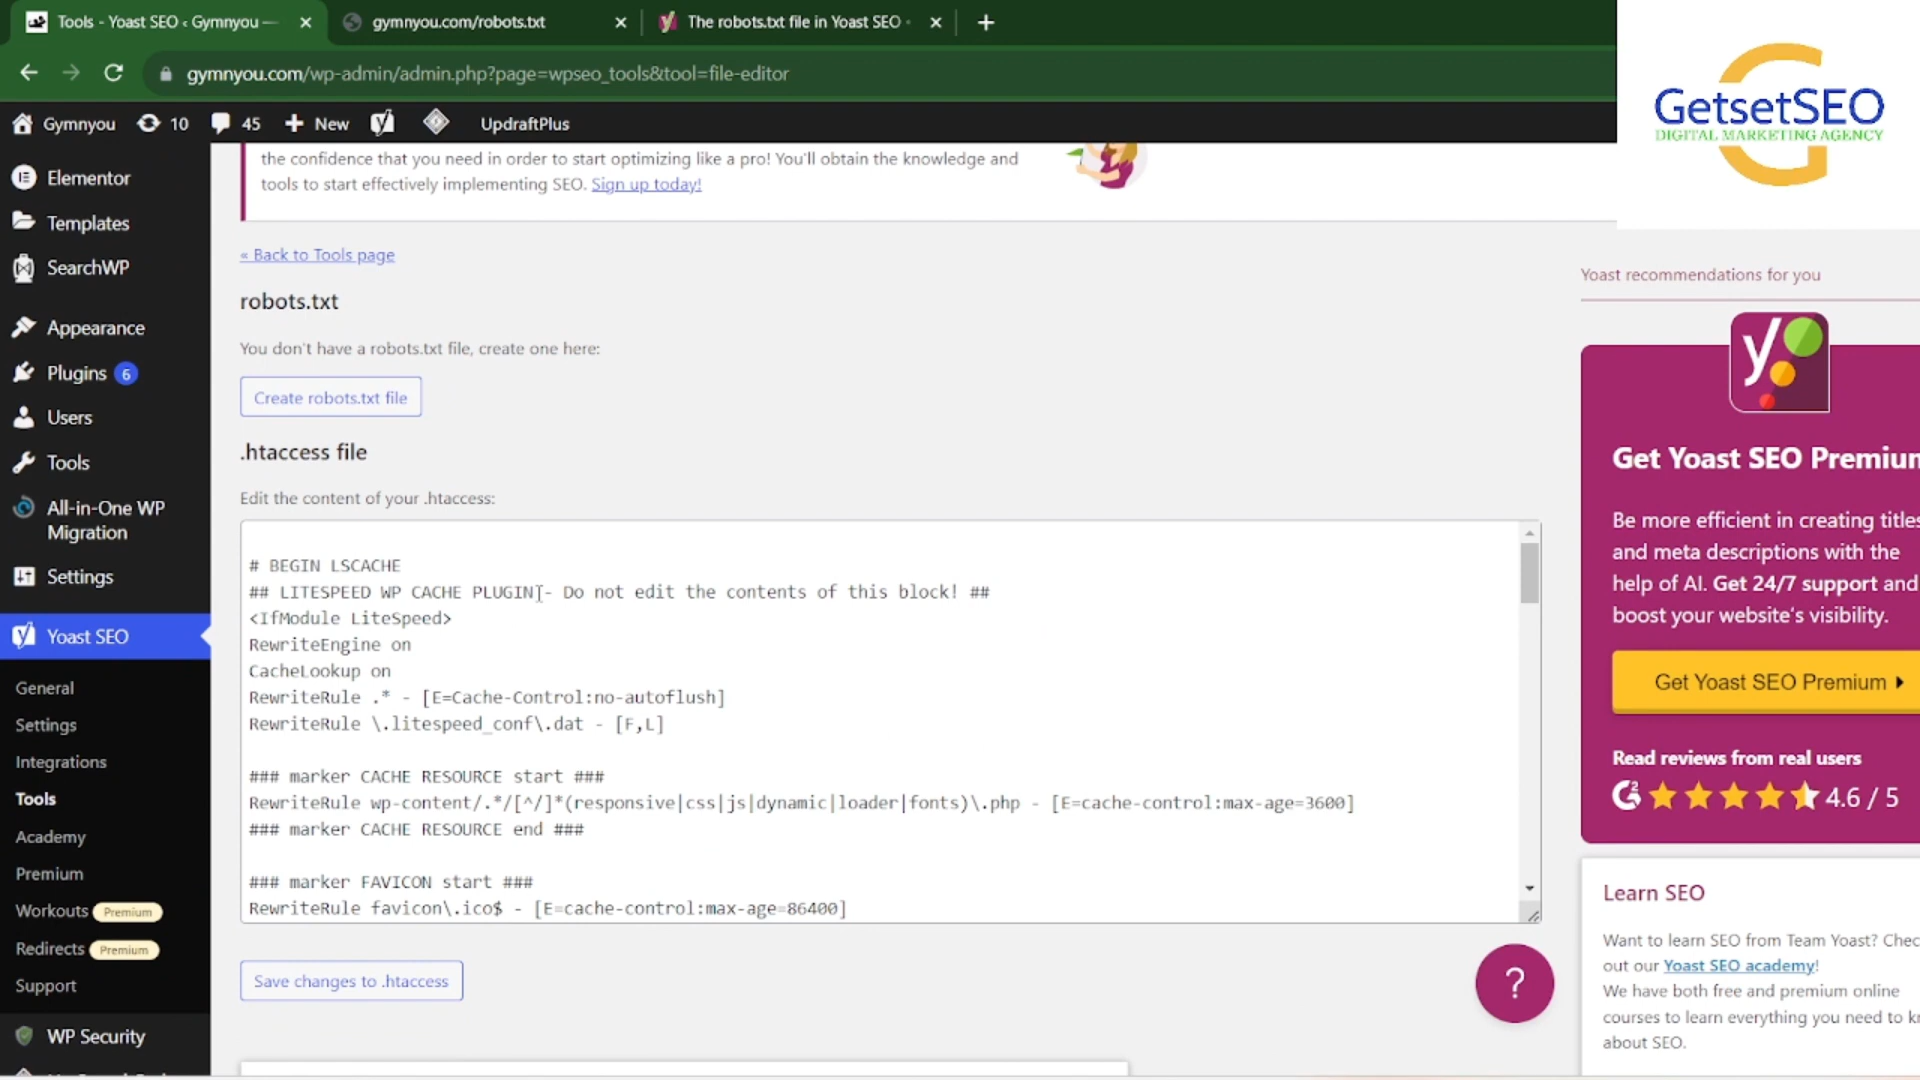 Tools - Yoast SEO ‹ Gymnyou —
gymnyou.com/robots.txt
The robots.txt file in Yoast SEO
gymnyou.com/wp-admin/admin.php?page=wpseo_tools&tool=file-editor
GetsetSEO
DIGITAL MARKETING AGENCY
Gymnyou
10
45
New
UpdraftPlus
Elementor
Templates
SearchWP
Appearance
Plugins 6
Users
Tools
All-in-One WP
Migration
Settings
Yoast SEO
General
Settings
Integrations
Tools
Academy
Premium
Workouts Premium
Redirects Premium
Support
WP Security
the confidence that you need in order to start optimizing like a pro! You'll obtain the knowledge and
tools to start effectively implementing SEO. Sign up today!
« Back to Tools page
robots.txt
You don't have a robots.txt file, create one here:
Create robots.txt file
.htaccess file
Edit the content of your .htaccess:
# BEGIN LSCACHE
## LITESPEED WP CACHE PLUGIN - Do not edit the contents of this block! ##
<IfModule LiteSpeed>
RewriteEngine on
CacheLookup on
RewriteRule .* - [E=Cache-Control:no-autoflush]
RewriteRule \.litespeed_conf\.dat - [F,L]
### marker CACHE RESOURCE start ###
RewriteRule wp-content/.*/[^/]*(responsive|css|js|dynamic|loader|fonts)\.php - [E=cache-control:max-age=3600]
### marker CACHE RESOURCE end ###
### marker FAVICON start ###
RewriteRule favicon\.ico$ - [E=cache-control:max-age=86400]
Save changes to .htaccess
?
Yoast recommendations for you
Get Yoast SEO Premium
Be more efficient in creating titles
and meta descriptions with the
help of AI. Get 24/7 support and
boost your website's visibility.
Get Yoast SEO Premium
Read reviews from real users
4.6 / 5
Learn SEO
Want to learn SEO from Team Yoast? Chec
out our Yoast SEO academy!
We have both free and premium online
courses to learn everything you need to k
about SEO.